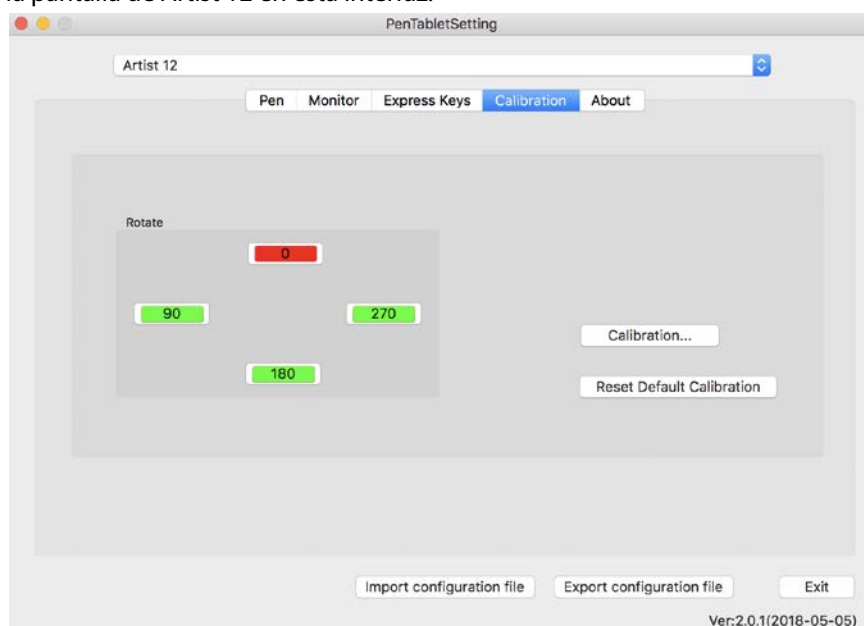 la pantalla de Artist 12 en esta interfaz.
PenTabletSetting
Artist 12
Pen Monitor Express Keys Calibration About
Rotate
0
90 270
180
Calibration...
Reset Default Calibration
Import configuration file Export configuration file Exit
Ver:2.0.1(2018-05-05)